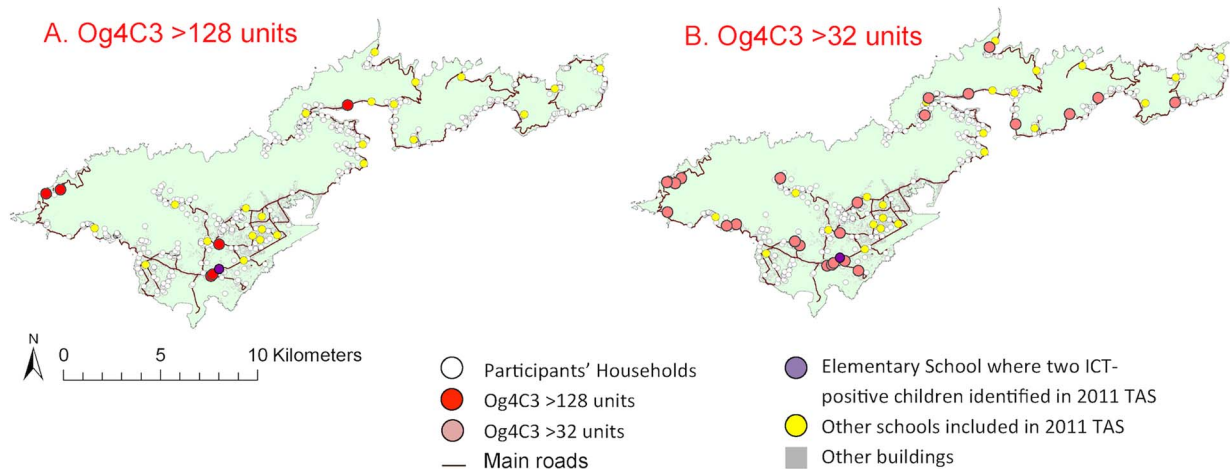 A. Og4C3 >128 units
B. Og4C3 >32 units
N
0 5 10 Kilometers
Participants’ Households
Og4C3 >128 units
Og4C3 >32 units
Main roads
Elementary School where two ICT-
positive children identified in 2011 TAS
Other schools included in 2011 TAS
Other buildings